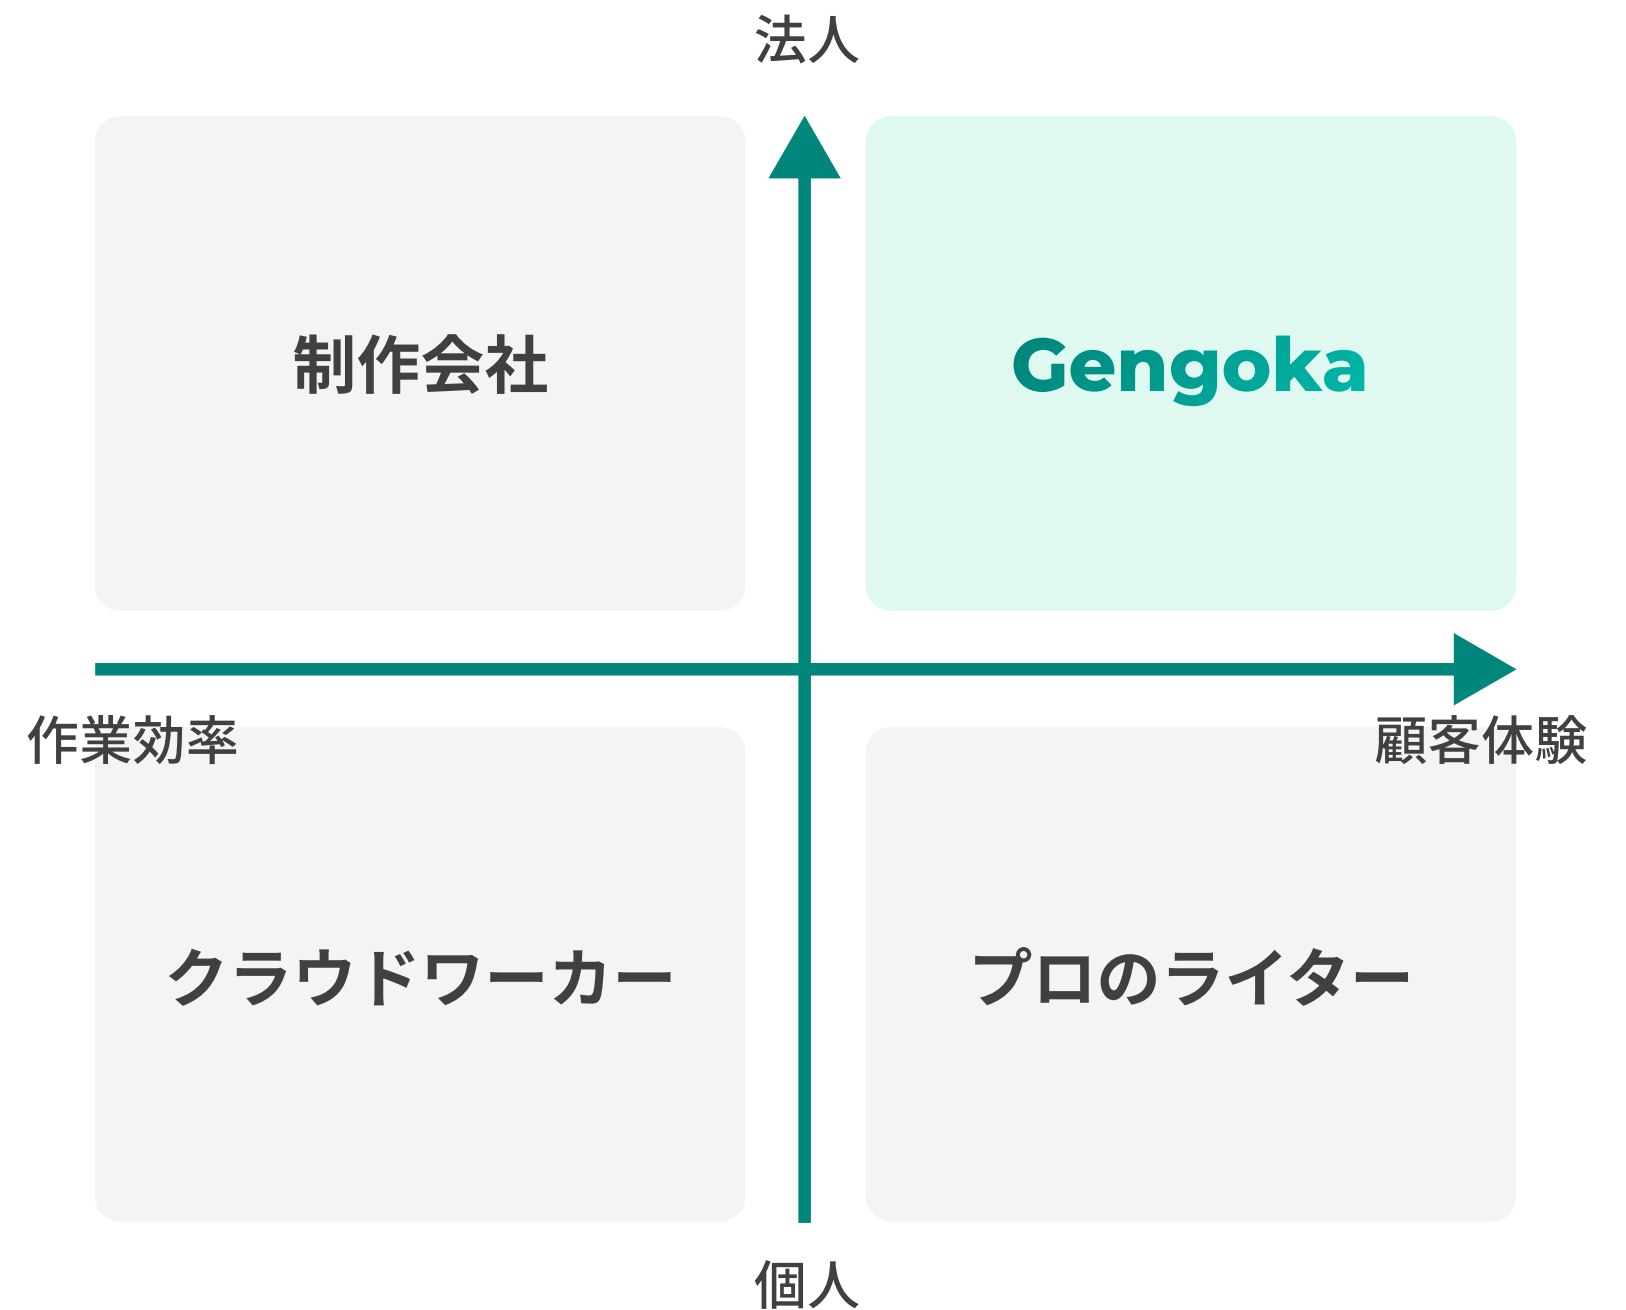 法人
制作会社
Gengoka
作業効率
顧客体験
クラウドワーカー
プロのライター
個人